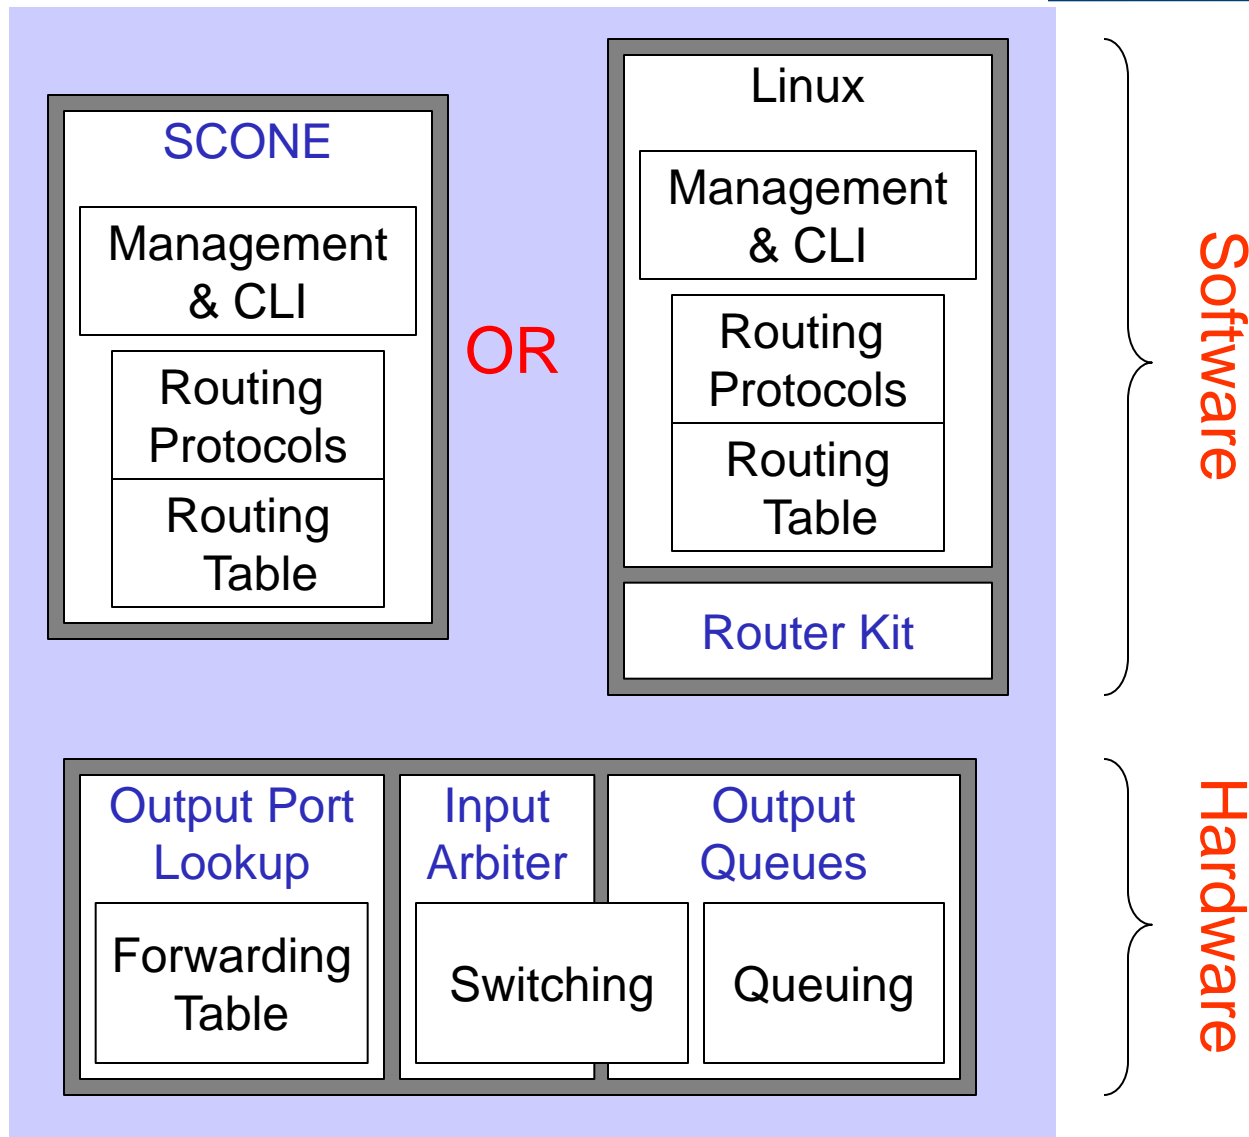 SCONE
Management
& CLI
Routing
Protocols
Routing
Table
OR
Linux
Management
& CLI
Routing
Protocols
Routing
Table
Router Kit
Software
Output Port
Lookup
Forwarding
Table
Input
Arbiter
Switching
Output
Queues
Queuing
Hardware